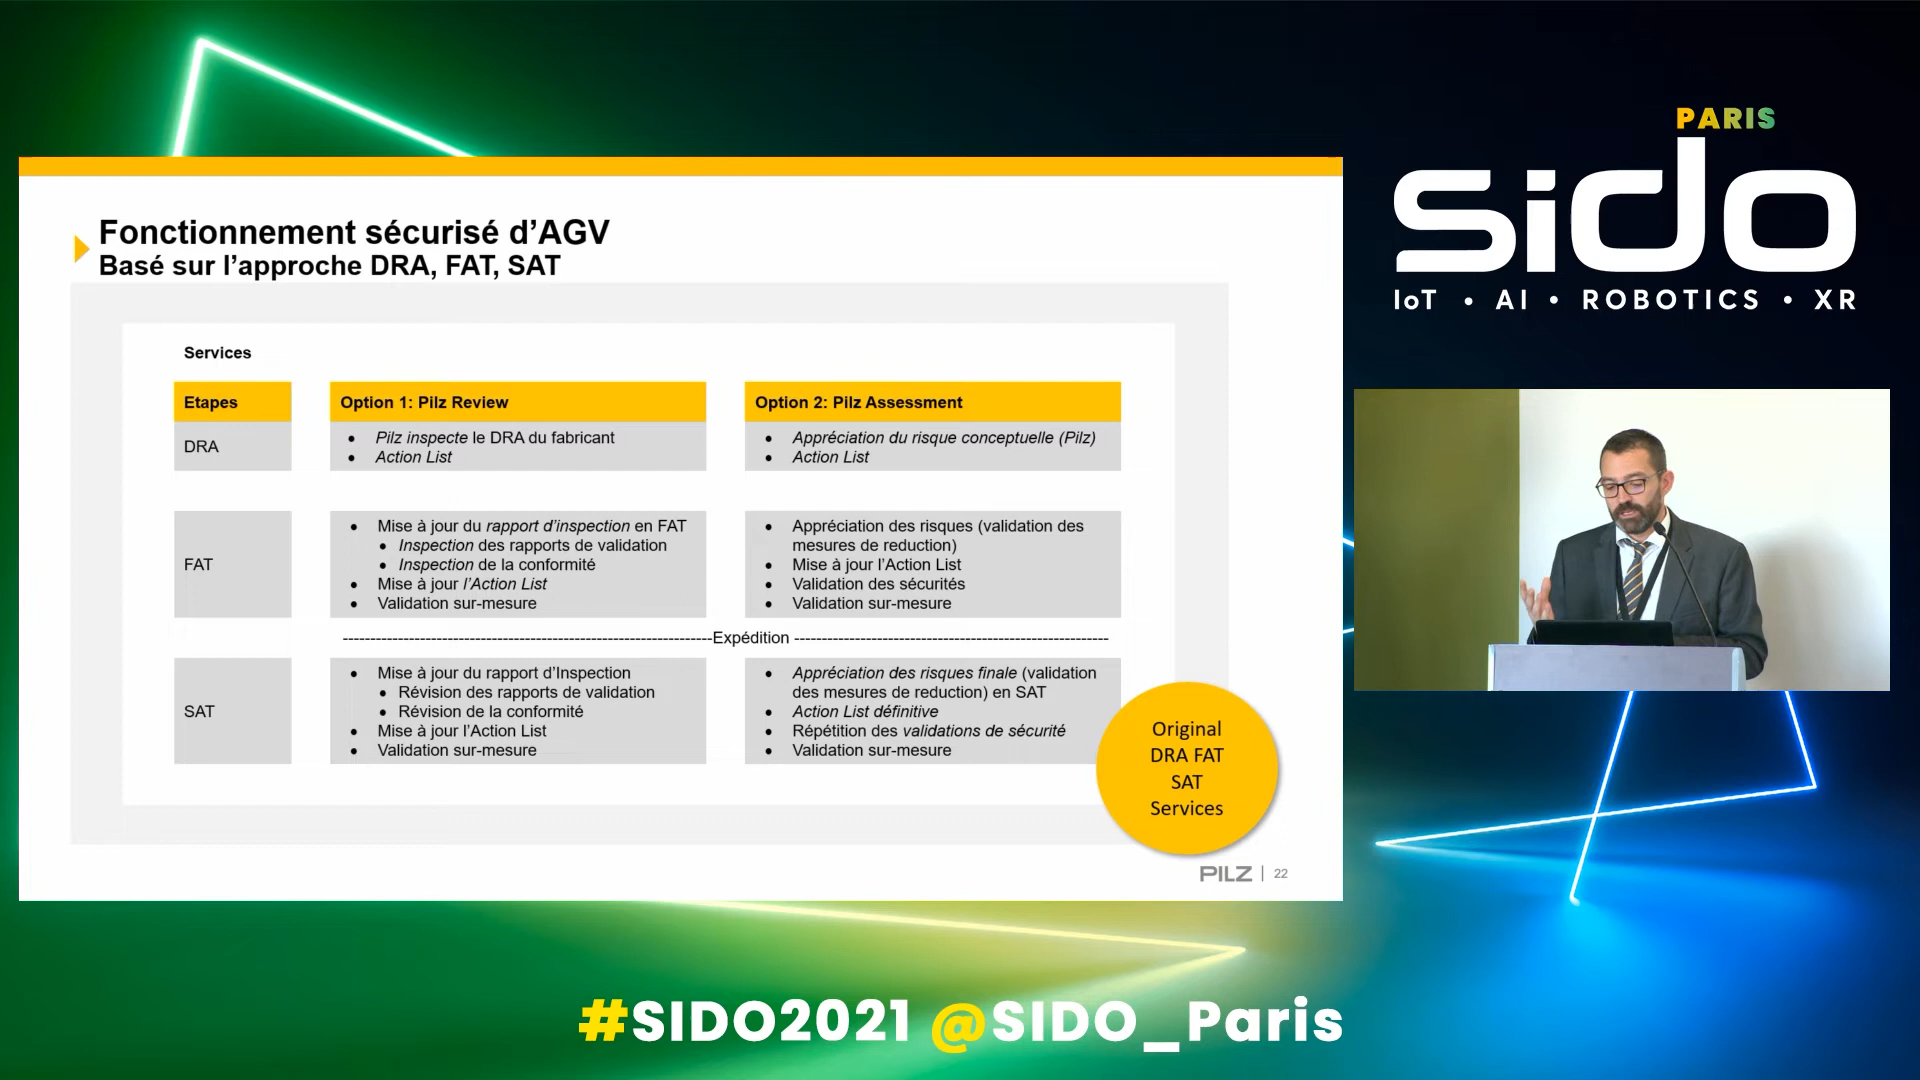 Fonctionnement sécurisé d’AGV
Basé sur l’approche DRA, FAT, SAT
Services
Etapes
Option 1: Pilz Review
Option 2: Pilz Assessment
DRA
• Pilz inspecte le DRA du fabricant
• Action List
• Appréciation du risque conceptuelle (Pilz)
• Action List
FAT
• Mise à jour du rapport d’inspection en FAT
• Inspection des rapports de validation
• Inspection de la conformité
• Mise à jour l’Action List
• Validation sur-mesure
• Appréciation des risques (validation des
mesures de reduction)
• Mise à jour l’Action List
• Validation des sécurités
• Validation sur-mesure
Expédition
SAT
• Mise à jour du rapport d’Inspection
• Révision des rapports de validation
• Révision de la conformité
• Mise à jour l’Action List
• Validation sur-mesure
• Appréciation des risques finale (validation
des mesures de reduction) en SAT
• Action List définitive
• Répétition des validations de sécurité
• Validation sur-mesure
Original
DRA FAT
SAT
Services
PILZ | 22
PARIS
sido
IoT • AI • ROBOTICS • XR
#SIDO2021 @SIDO_Paris